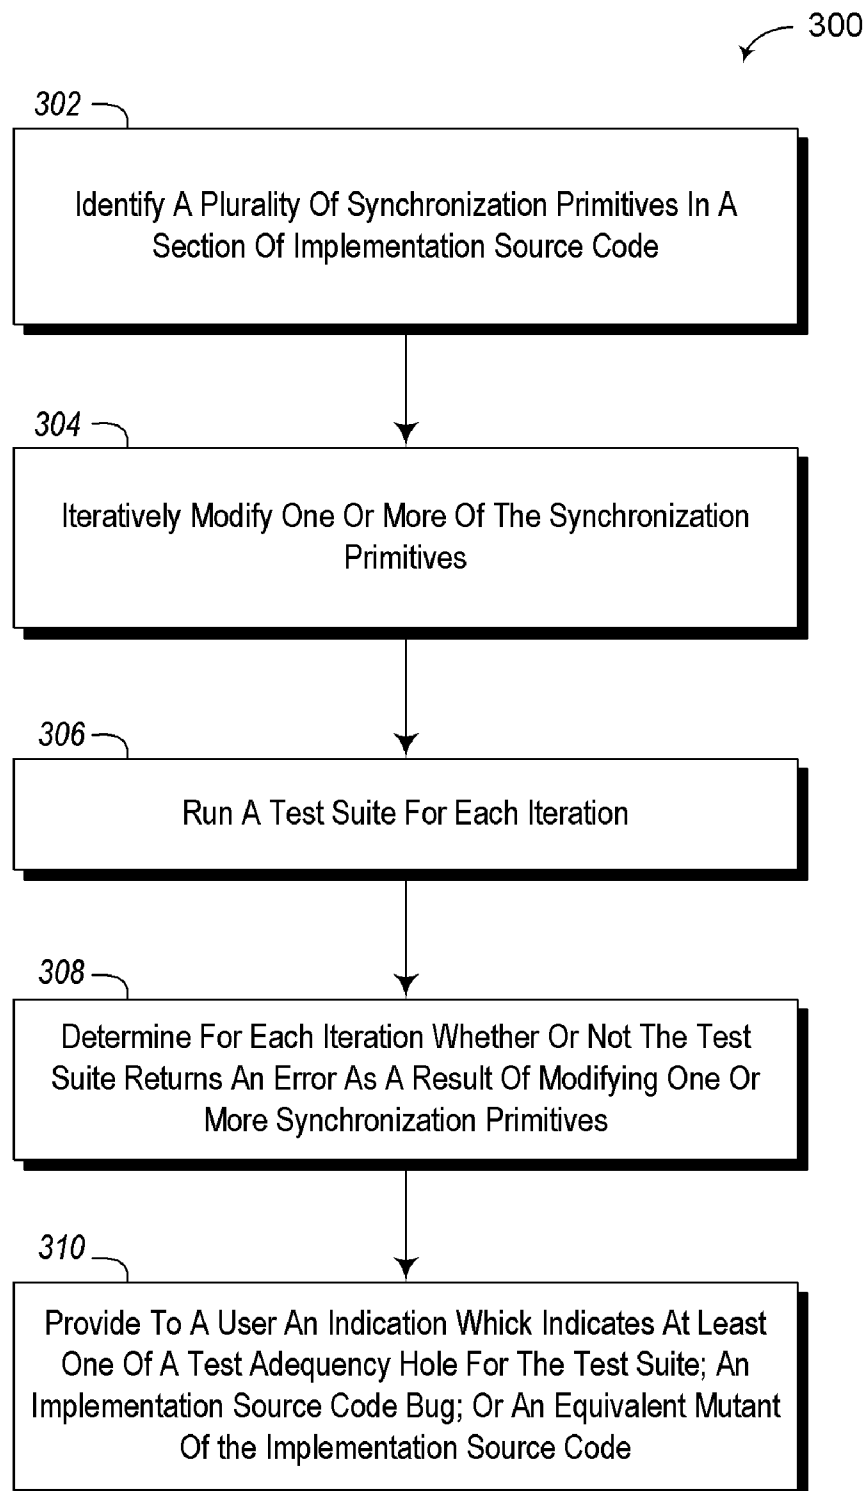 300
302
Identify A Plurality Of Synchronization Primitives In A
Section Of Implementation Source Code
304
Iteratively Modify One Or More Of The Synchronization
Primitives
306
Run A Test Suite For Each Iteration
308
Determine For Each Iteration Whether Or Not The Test
Suite Returns An Error As A Result Of Modifying One Or
More Synchronization Primitives
310
Provide To A User An Indication Whick Indicates At Least
One Of A Test Adequency Hole For The Test Suite; An
Implementation Source Code Bug; Or An Equivalent Mutant
Of the Implementation Source Code